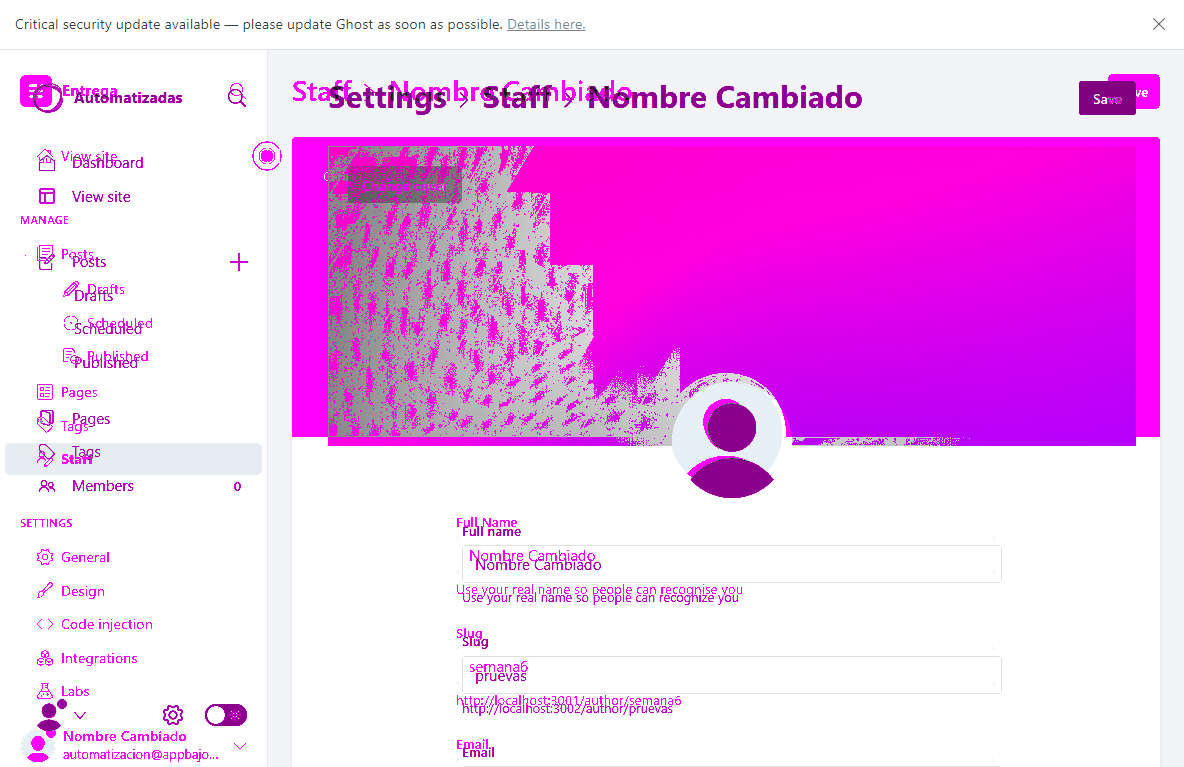 Critical security update available — please update Ghost as soon as possible. Details here.
Entrega
Automatizadas
Staff › Nombre Cambiado
Settings › Staff › Nombre Cambiado
Save
View site
Dashboard
View site
MANAGE
Posts
Posts
Drafts
Drafts
Scheduled
Scheduled
Published
Published
Pages
Pages
Tags
Tags
Staff
Members 0
SETTINGS
General
Design
Code injection
Integrations
Labs
Nombre Cambiado
automatizacion@appbajo...
Change cover
Full Name
Full name
Nombre Cambiado
Nombre Cambiado
Use your real name so people can recognise you
Use your real name so people can recognize you
Slug
Slug
semana6
pruevas
http://localhost:3001/author/semana6
http://localhost:3002/author/pruevas
Email
Email